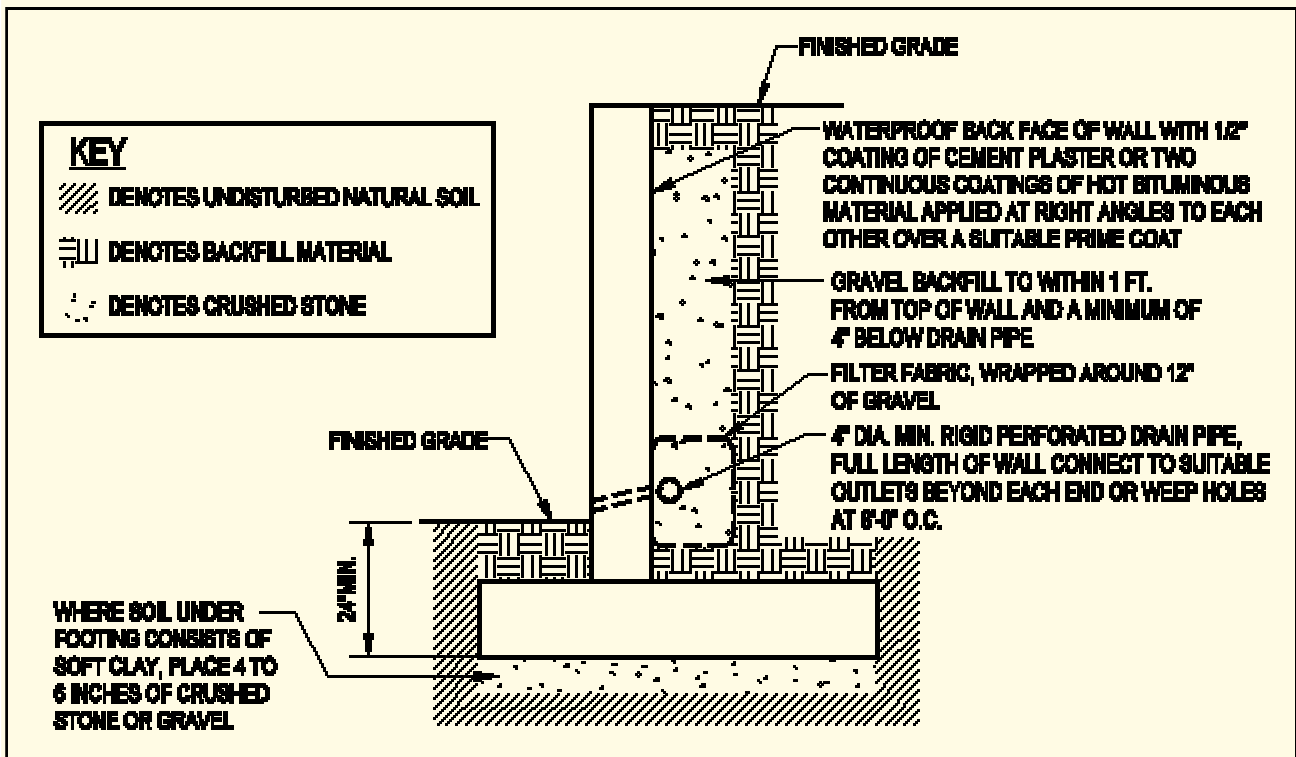 FINISHED GRADE
KEY
DENOTES UNDISTURBED NATURAL SOIL
DENOTES BACKFILL MATERIAL
DENOTES CRUSHED STONE
WATERPROOF BACK FACE OF WALL WITH 1/2"
COATING OF CEMENT PLASTER OR TWO
CONTINUOUS COATINGS OF HOT BITUMINOUS
MATERIAL APPLIED AT RIGHT ANGLES TO EACH
OTHER OVER A SUITABLE PRIME COAT
GRAVEL BACKFILL TO WITHIN 1 FT.
FROM TOP OF WALL AND A MINIMUM OF
4" BELOW DRAIN PIPE
FILTER FABRIC, WRAPPED AROUND 12"
OF GRAVEL
FINISHED GRADE
4" DIA. MIN. RIGID PERFORATED DRAIN PIPE,
FULL LENGTH OF WALL CONNECT TO SUITABLE
OUTLETS BEYOND EACH END OR WEEP HOLES
AT O.C.
24" MIN.
WHERE SOIL UNDER
FOOTING CONSISTS OF
SOFT CLAY, PLACE 4 TO
6 INCHES OF CRUSHED
STONE OR GRAVEL